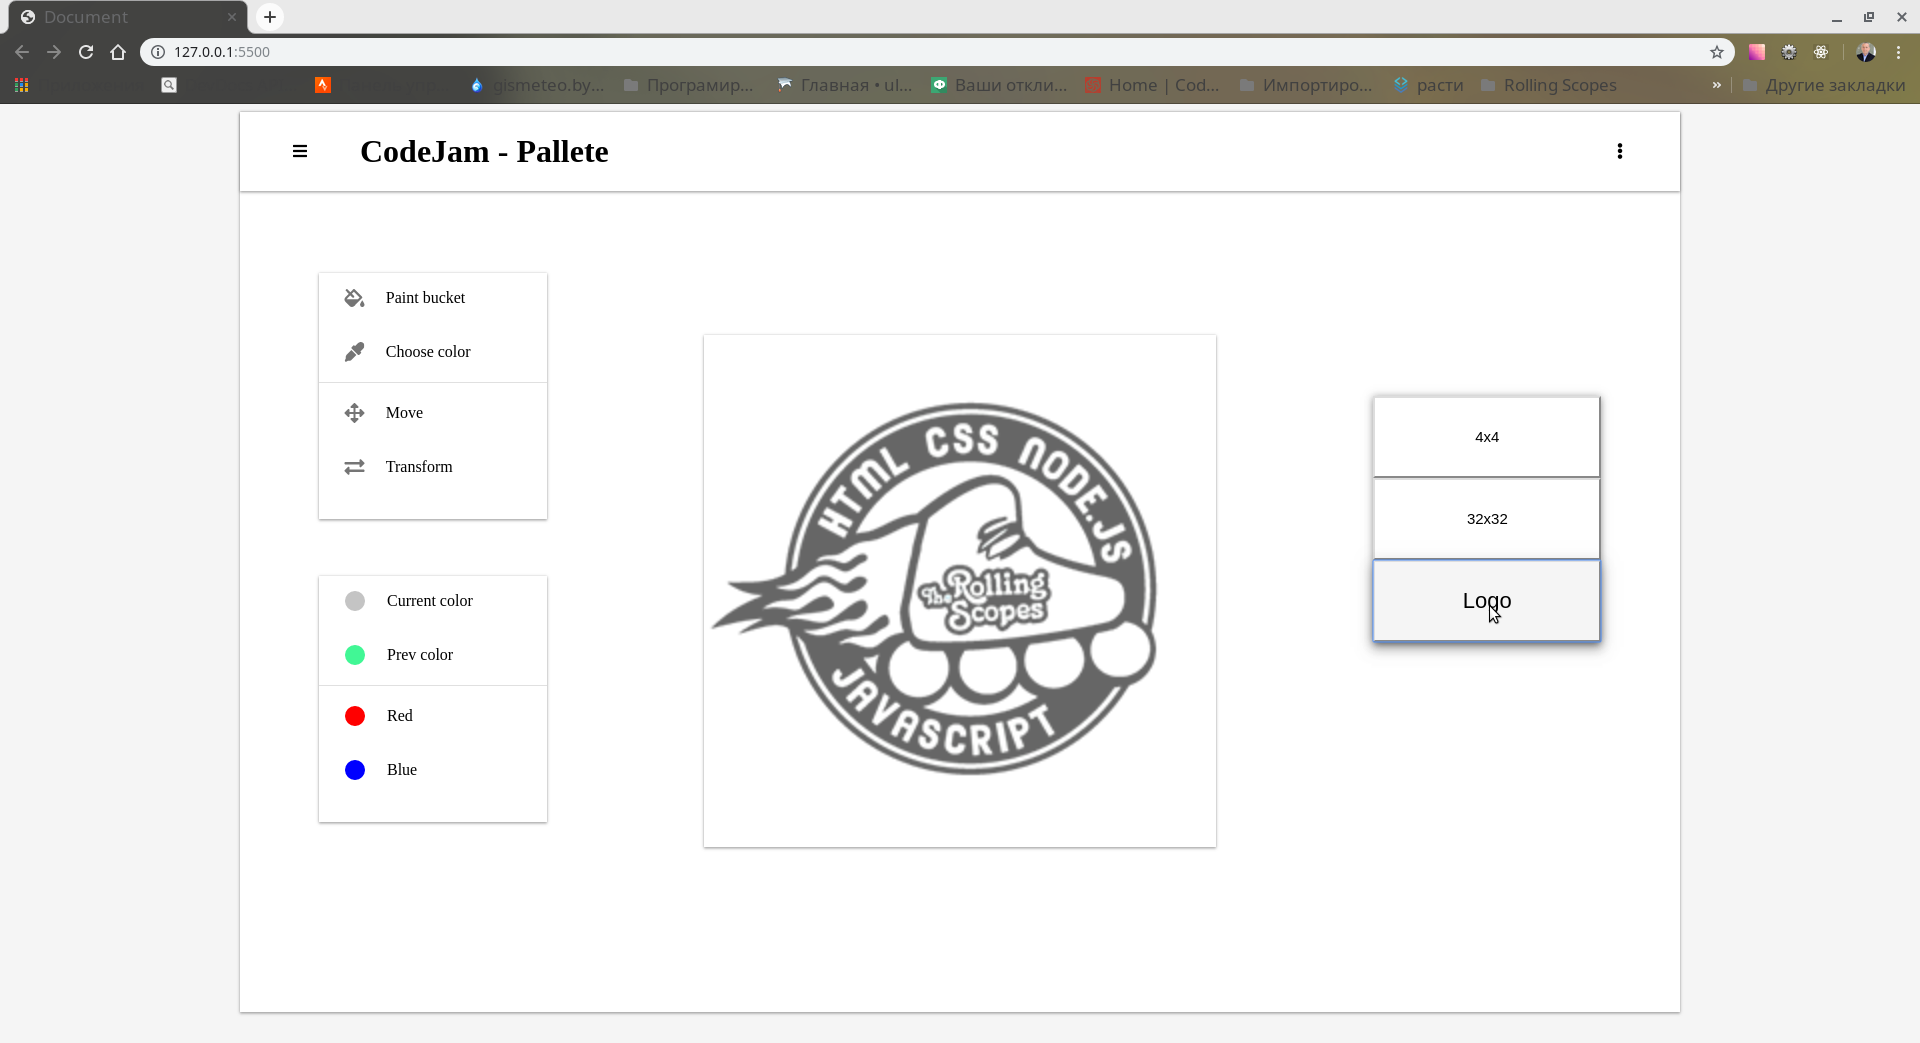 Document
127.0.0.1:5500
gismeteo.by...
Програмир...
Главная • ul...
Ваши откли...
Home | Cod...
Импортиро...
расти
Rolling Scopes
»
Другие закладки
CodeJam - Pallete
Paint bucket
Choose color
Move
Transform
Current color
Prev color
Red
Blue
HTML CSS NODE.JS
The Rolling
Scopes
JAVASCRIPT
4x4
32x32
Logo